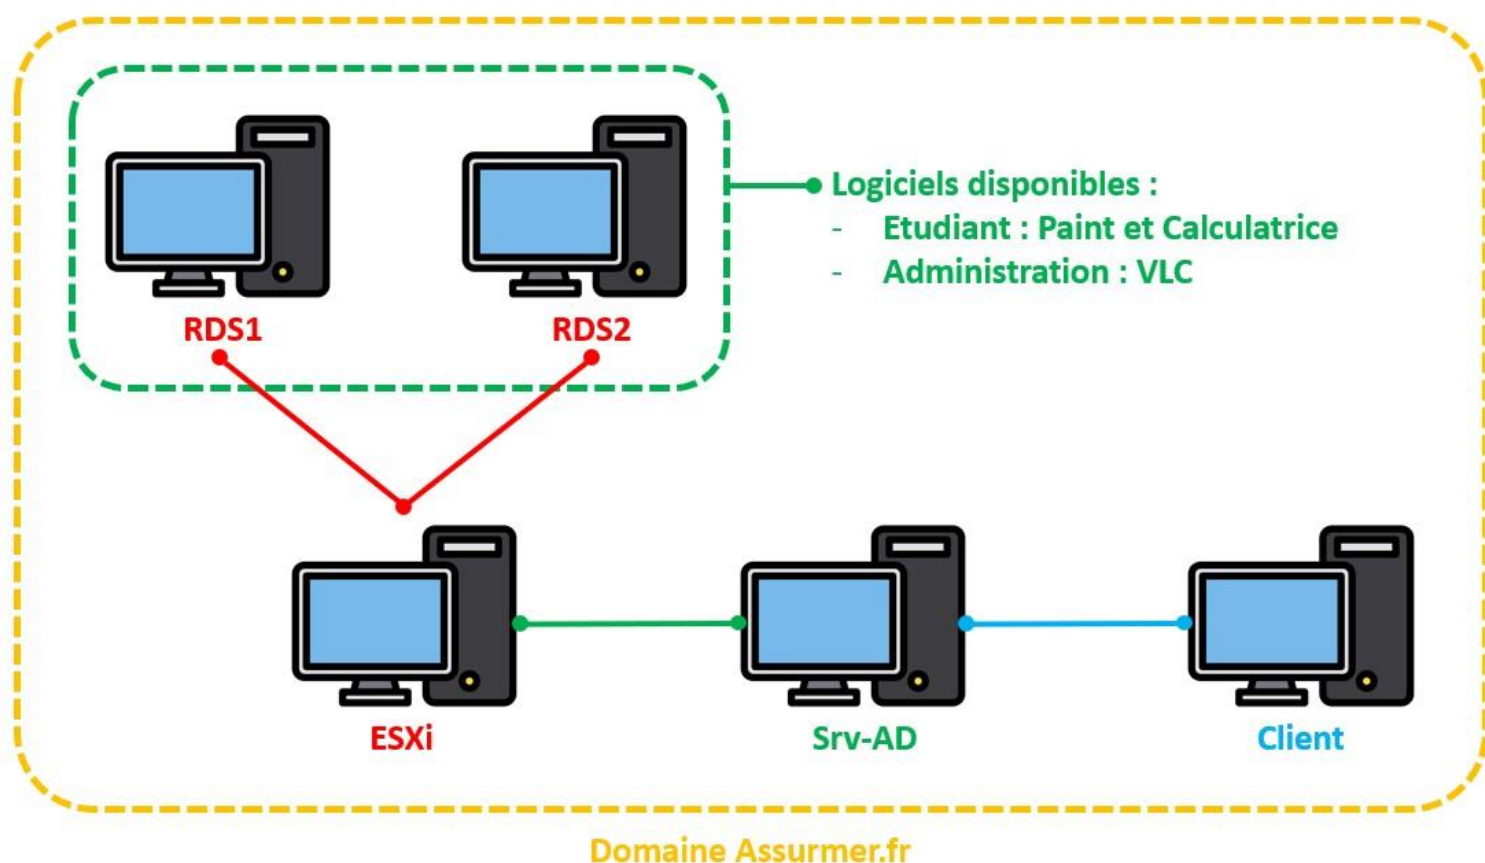 Logiciels disponibles :
- Etudiant : Paint et Calculatrice
- Administration : VLC
RDS1
RDS2
ESXi
Srv-AD
Client
Domaine Assurmer.fr